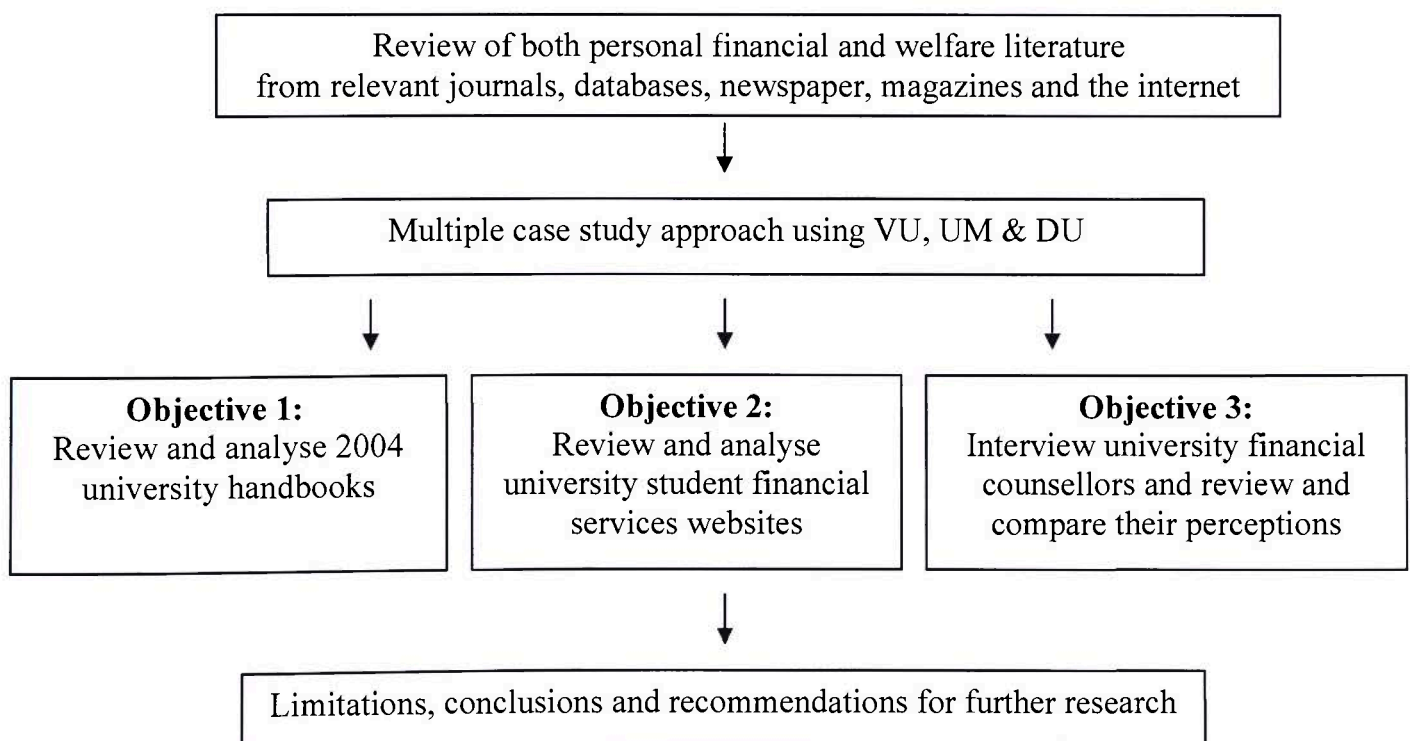 Review of both personal financial and welfare literature
from relevant journals, databases, newspaper, magazines and the internet
Multiple case study approach using VU, UM & DU
Objective 1:
Review and analyse 2004
university handbooks
Objective 2:
Review and analyse
university student financial
services websites
Objective 3:
Interview university financial
counsellors and review and
compare their perceptions
Limitations, conclusions and recommendations for further research